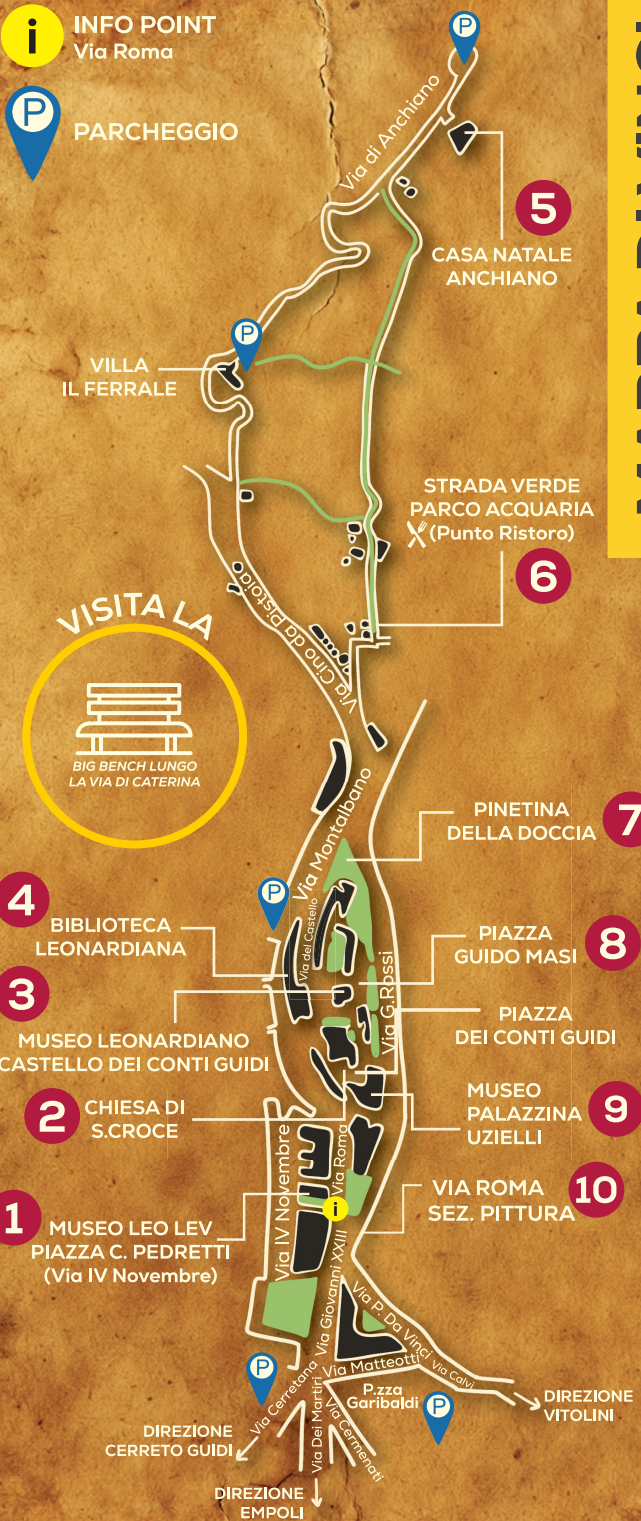 i
INFO POINT
Via Roma
P
PARCHEGGIO
P
Via di Anchiano
5
CASA NATALE
ANCHIANO
P
VILLA
IL FERRALE
STRADA VERDE
PARCO ACQUARIA
(Punto Ristoro)
6
VISITA LA
BIG BENCH LUNGO
LA VIA DI CATERINA
Via Cino da Pistoia
Via Montalbano
PINETINA
DELLA DOCCIA
7
P
4
BIBLIOTECA
LEONARDIANA
Via del Castello
PIAZZA
GUIDO MASI
8
3
MUSEO LEONARDIANO
CASTELLO DEI CONTI GUIDI
Via G.Rossi
PIAZZA
DEI CONTI GUIDI
2
CHIESA DI
S.CROCE
MUSEO
PALAZZINA
UZIELLI
9
Via IV Novembre
Via Roma
VIA ROMA
SEZ. PITTURA
10
1
MUSEO LEO LEV
PIAZZA C. PEDRETTI
(Via IV Novembre)
i
Via Giovanni XXIII
Via P. Da Vinci
Via Calvi
Via Matteotti
P.zza
Garibaldi
P
P
Via Cerretana
Via Dei Martiri
Via Cermenati
DIREZIONE
VITOLINI
DIREZIONE
CERRETO GUIDI
DIREZIONE
EMPOLI